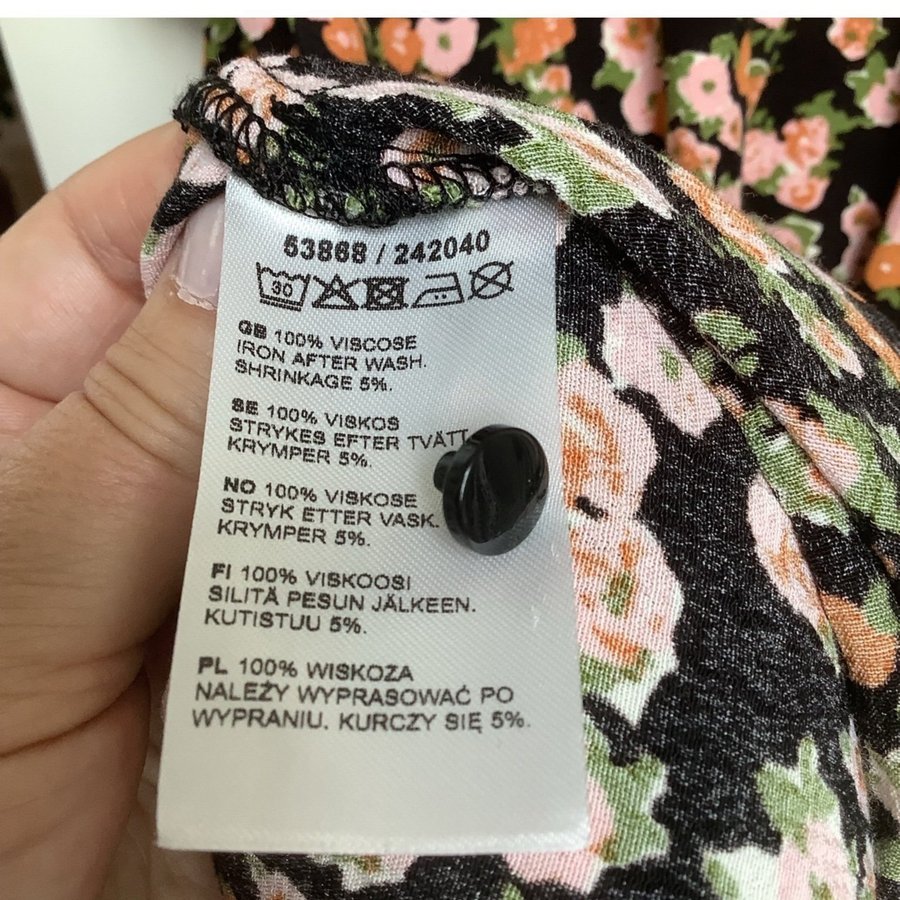 53868 / 242040
30
GB 100% VISCOSE
IRON AFTER WASH.
SHRINKAGE 5%.
SE 100% VISKOS
STRYKES EFTER TVÄTT
KRYMPER 5%.
NO 100% VISKOSE
STRYK ETTER VASK.
KRYMPER 5%.
FI 100% VISKOOSI
SILITÄ PESUN JÄLKEEN.
KUTISTUU 5%.
PL 100% WISKOZA
NALEŻY WYPRASOWAĆ PO
WYPRANIU. KURCZY SIĘ 5%.